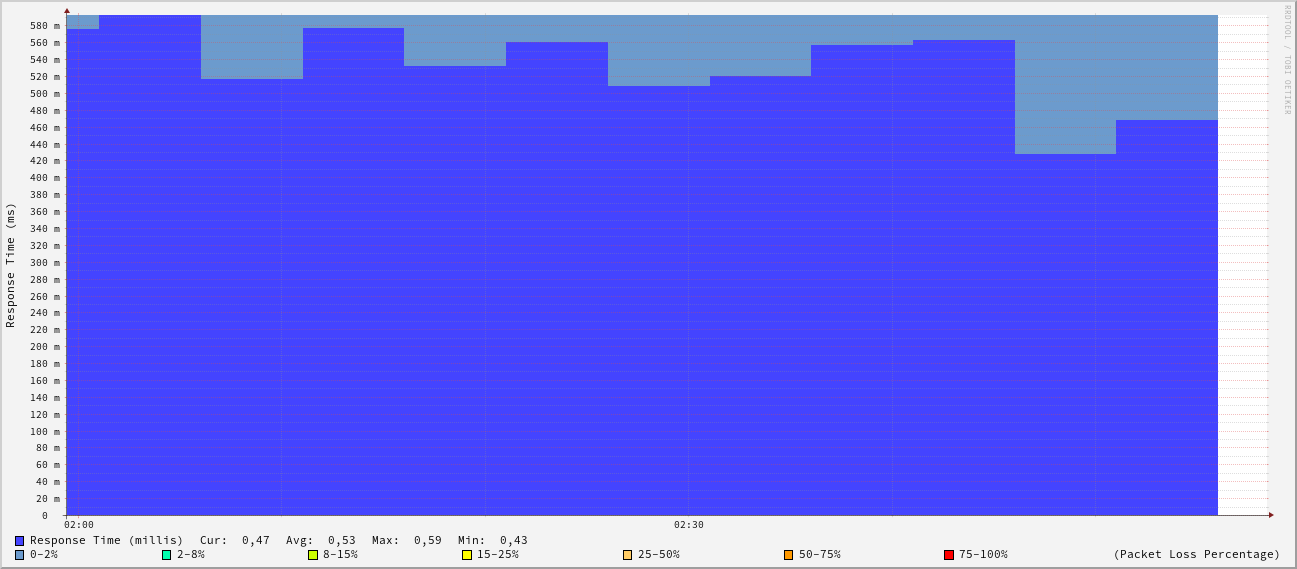 RRDTOOL / TOBI OETIKER
Response Time (ms)
580 m
560 m
540 m
520 m
500 m
480 m
460 m
440 m
420 m
400 m
380 m
360 m
340 m
320 m
300 m
280 m
260 m
240 m
220 m
200 m
180 m
160 m
140 m
120 m
100 m
80 m
60 m
40 m
20 m
0
02:00 02:30
Response Time (millis) Cur: 0,47 Avg: 0,53 Max: 0,59 Min: 0,43
0-2% 2-8% 8-15% 15-25% 25-50% 50-75% 75-100% (Packet Loss Percentage)